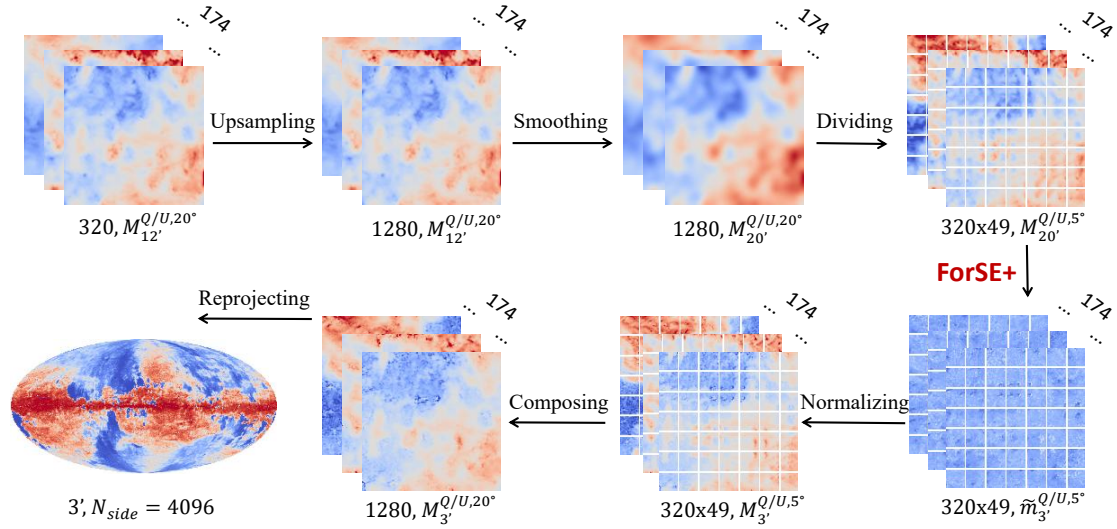 ... 174 ...
... 174 ...
... 174 ...
... 174 ...
Upsampling
Smoothing
Dividing
320, M_{12'}^{Q/U,20°}
1280, M_{12'}^{Q/U,20°}
1280, M_{20'}^{Q/U,20°}
320x49, M_{20'}^{Q/U,5°}
ForSE+
Reprojecting
... 174 ...
... 174 ...
... 174 ...
Composing
Normalizing
3', N_{side} = 4096
1280, M_{3'}^{Q/U,20°}
320x49, M_{3'}^{Q/U,5°}
320x49, m̃_{3'}^{Q/U,5°}